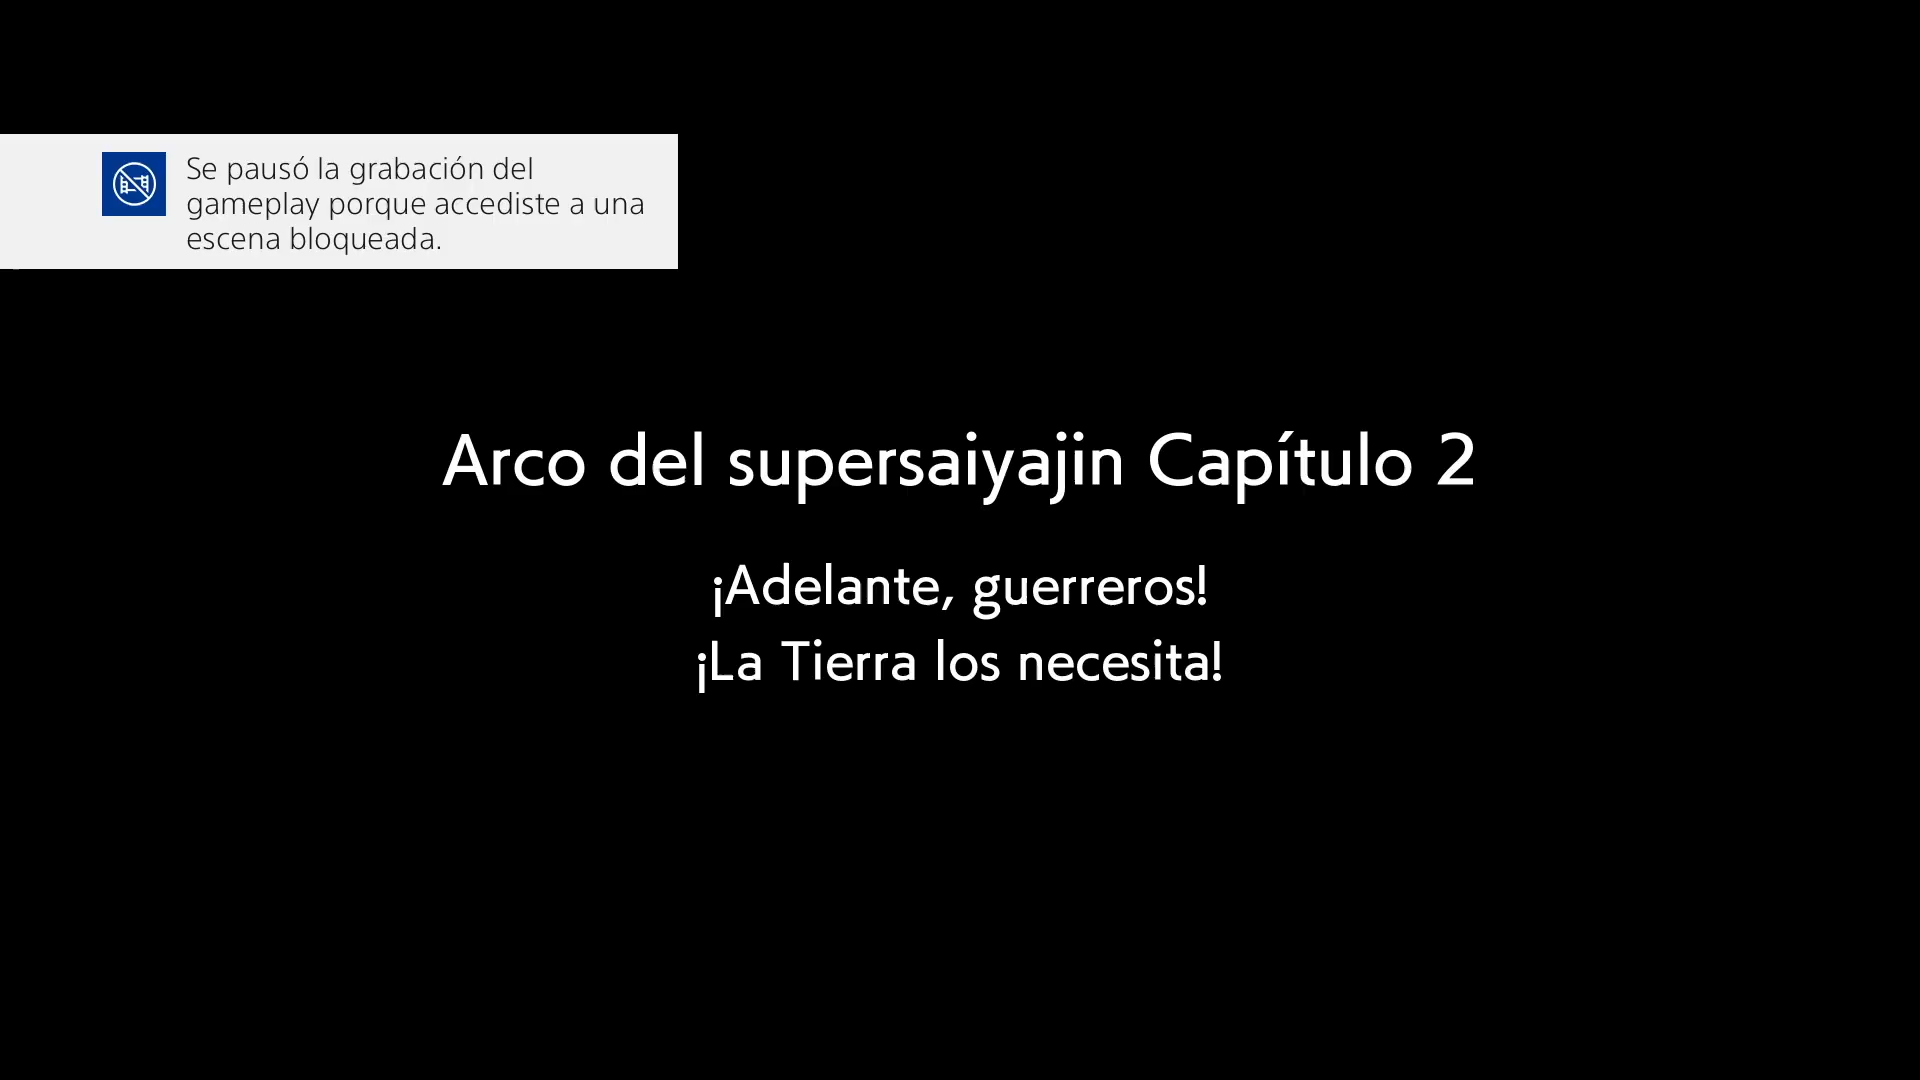 Se pausó la grabación del
gameplay porque accediste a una
escena bloqueada.
Arco del supersaiyajin Capítulo 2
¡Adelante, guerreros!
¡La Tierra los necesita!